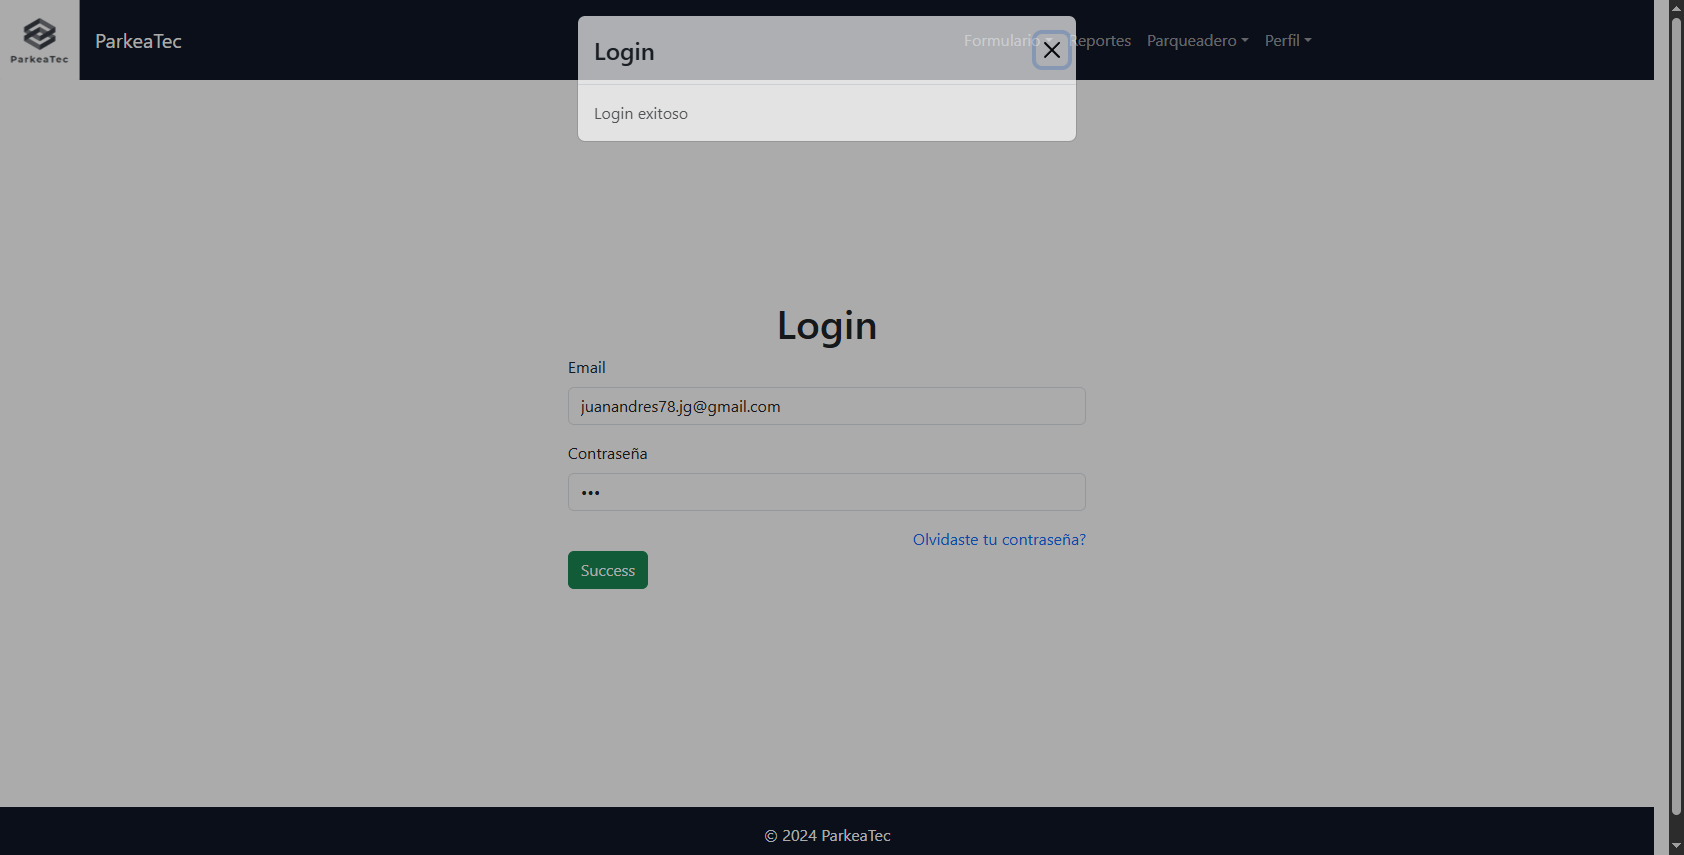 ParkeaTec
ParkeaTec
Formulario Reportes Parqueadero Perfil
Login
Login exitoso
Login
Email
juanandres78.jg@gmail.com
Contraseña
•••
Olvidaste tu contraseña?
Success
© 2024 ParkeaTec